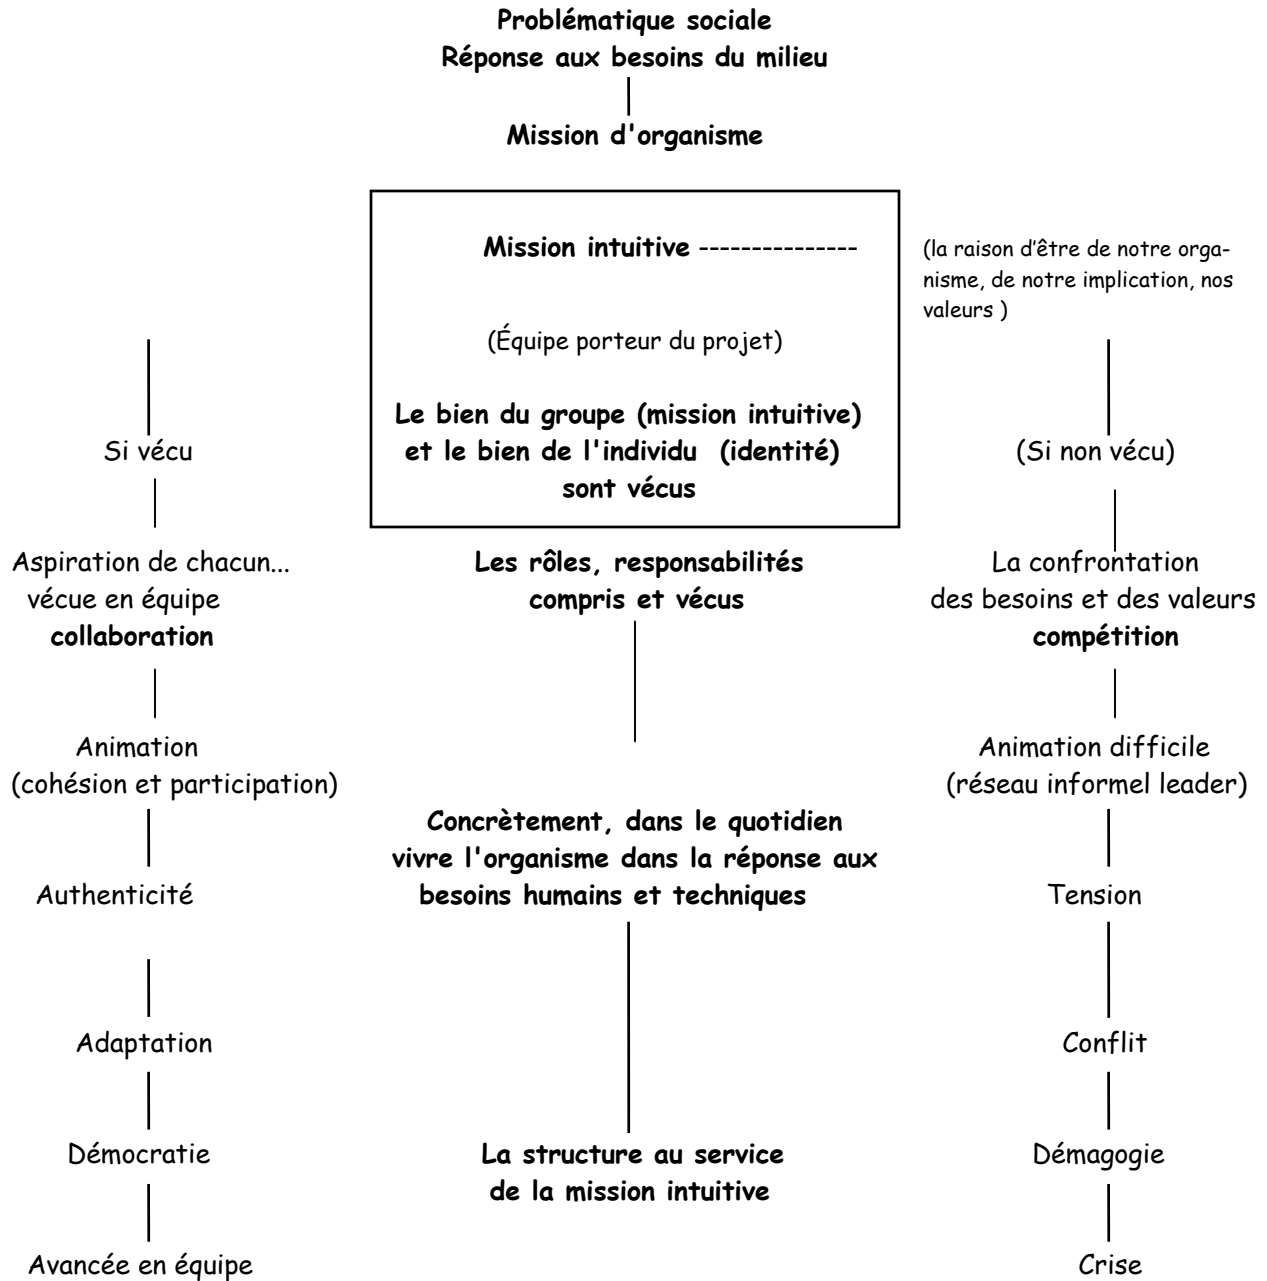 Problématique sociale
Réponse aux besoins du milieu
Mission d'organisme
Mission intuitive ---------------
(la raison d’être de notre orga-
nisme, de notre implication, nos
valeurs )
(Équipe porteur du projet)
Le bien du groupe (mission intuitive)
et le bien de l'individu (identité)
sont vécus
Si vécu
(Si non vécu)
Aspiration de chacun...
vécue en équipe
collaboration
Les rôles, responsabilités
compris et vécus
La confrontation
des besoins et des valeurs
compétition
Animation
(cohésion et participation)
Animation difficile
(réseau informel leader)
Concrètement, dans le quotidien
vivre l'organisme dans la réponse aux
besoins humains et techniques
Authenticité
Tension
Adaptation
Conflit
Démocratie
La structure au service
de la mission intuitive
Démagogie
Avancée en équipe
Crise